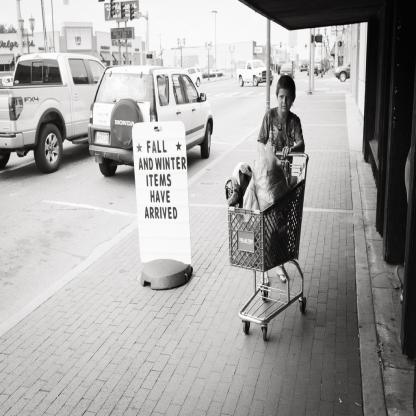 FX4
HONDA
★ FALL ★
AND WINTER
ITEMS
HAVE
ARRIVED